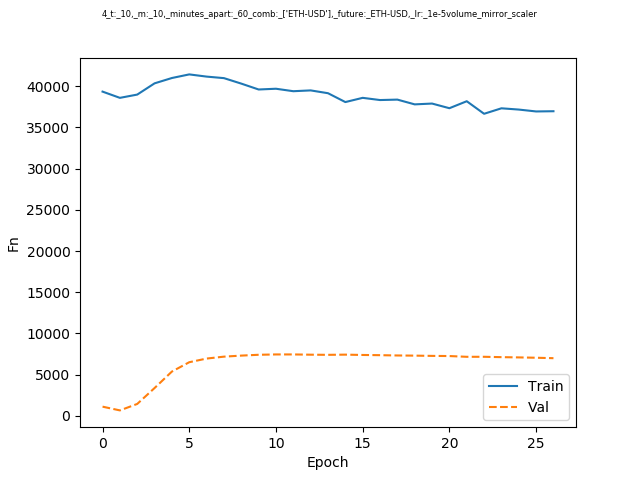 4_t:_10,_m:_10,_minutes_apart:_60_comb:_['ETH-USD'],_future:_ETH-USD,_lr:_1e-5volume_mirror_scaler
40000
35000
30000
25000
20000
15000
10000
5000
0
Fn
Train
Val
0 5 10 15 20 25
Epoch